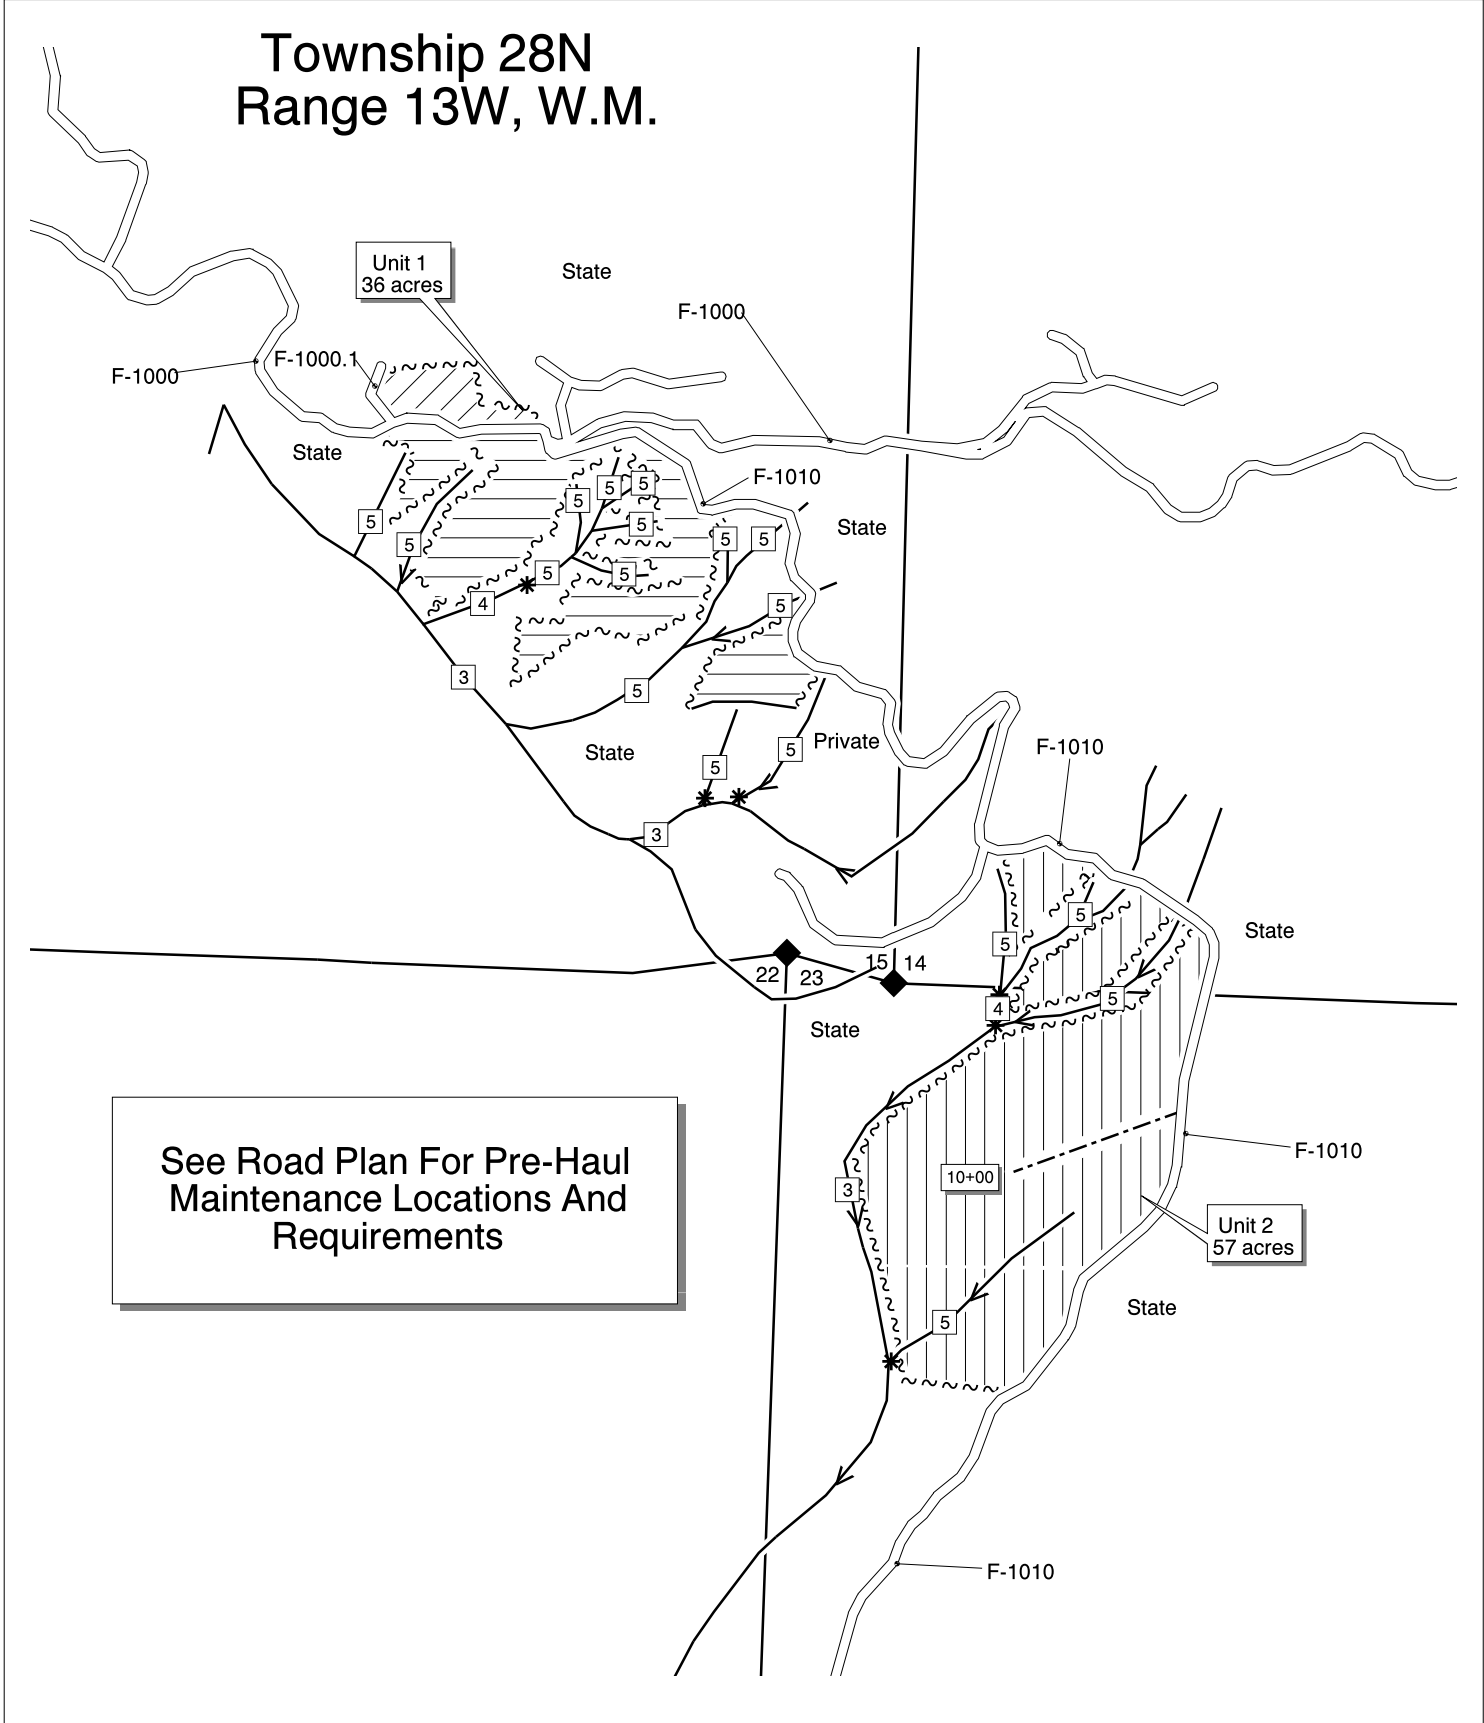 Township 28N
Range 13W, W.M.
Unit 1
36 acres
State
F-1000
F-1000
F-1000.1
State
F-1010
5
5
5
5
State
5
5
5
5
5
5
5
4
5
3
5
Private
State
5
5
F-1010
3
5
State
5
15 14
22 23
5
4
State
F-1010
See Road Plan For Pre-Haul
Maintenance Locations And
Requirements
10+00
3
Unit 2
57 acres
State
5
F-1010